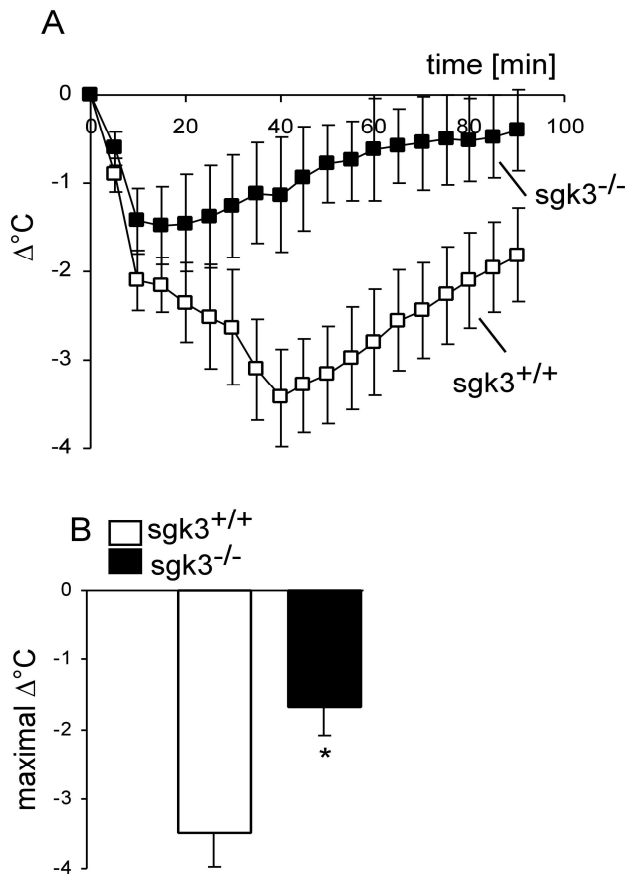 A
time [min]
0
0 20 40 60 80 100
-1
sgk3-/-
Δ°C
-2
-3
sgk3+/+
-4
B
sgk3+/+
sgk3-/-
0
-1
maximal Δ°C
-2
*
-3
-4